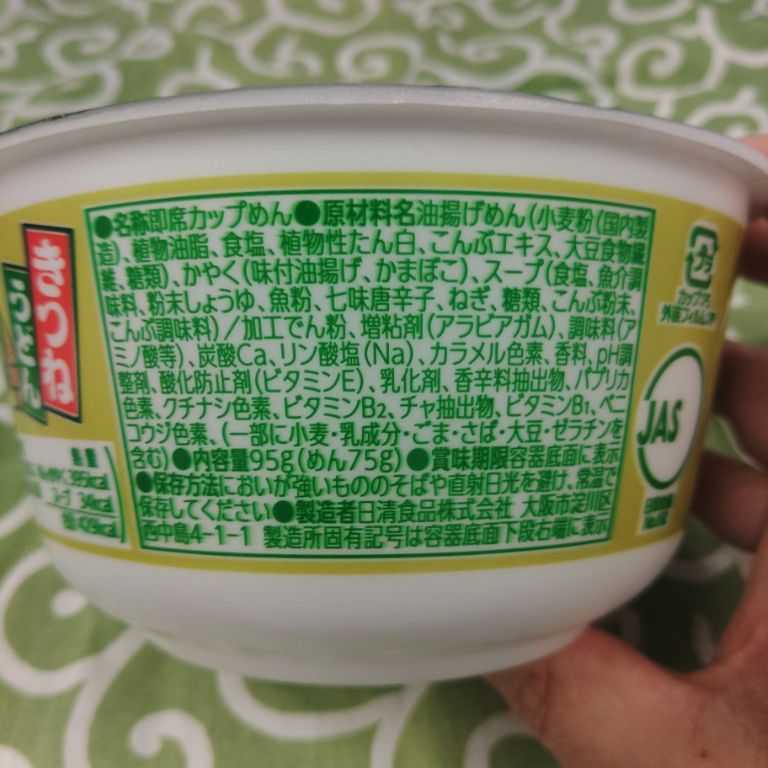 ●名称即席カップめん●原材料名油揚げめん(小麦粉(国内製
造)、植物油脂、食塩、植物性たん白、こんぶエキス、大豆食物繊
維、糖類)、かやく(味付油揚げ、かまぼこ)、スープ(食塩、魚介調
味料、粉末しょうゆ、魚粉、七味唐辛子、ねぎ、糖類、こんぶ粉末、
こんぶ調味料)/加工でん粉、増粘剤(アラビアガム)、調味料(ア
ミノ酸等)、炭酸Ca、リン酸塩(Na)、カラメル色素、香料、pH調
整剤、酸化防止剤(ビタミンE)、乳化剤、香辛料抽出物、パプリカ
色素、クチナシ色素、ビタミンB₂、チャ抽出物、ビタミンB₁、ベニ
コウジ色素、(一部に小麦・乳成分・ごま・さば・大豆・ゼラチンを
含む)●内容量95g(めん75g)●賞味期限容器底面に表示
●保存方法においが強いもののそばや直射日光を避け、常温で
保存してください●製造者日清食品株式会社 大阪市淀川区
西中島4-1-1 製造所固有記号は容器底面下段右端に表示
きつね
うどん
プラ
カップ・ふた
外装フィルム
JAS